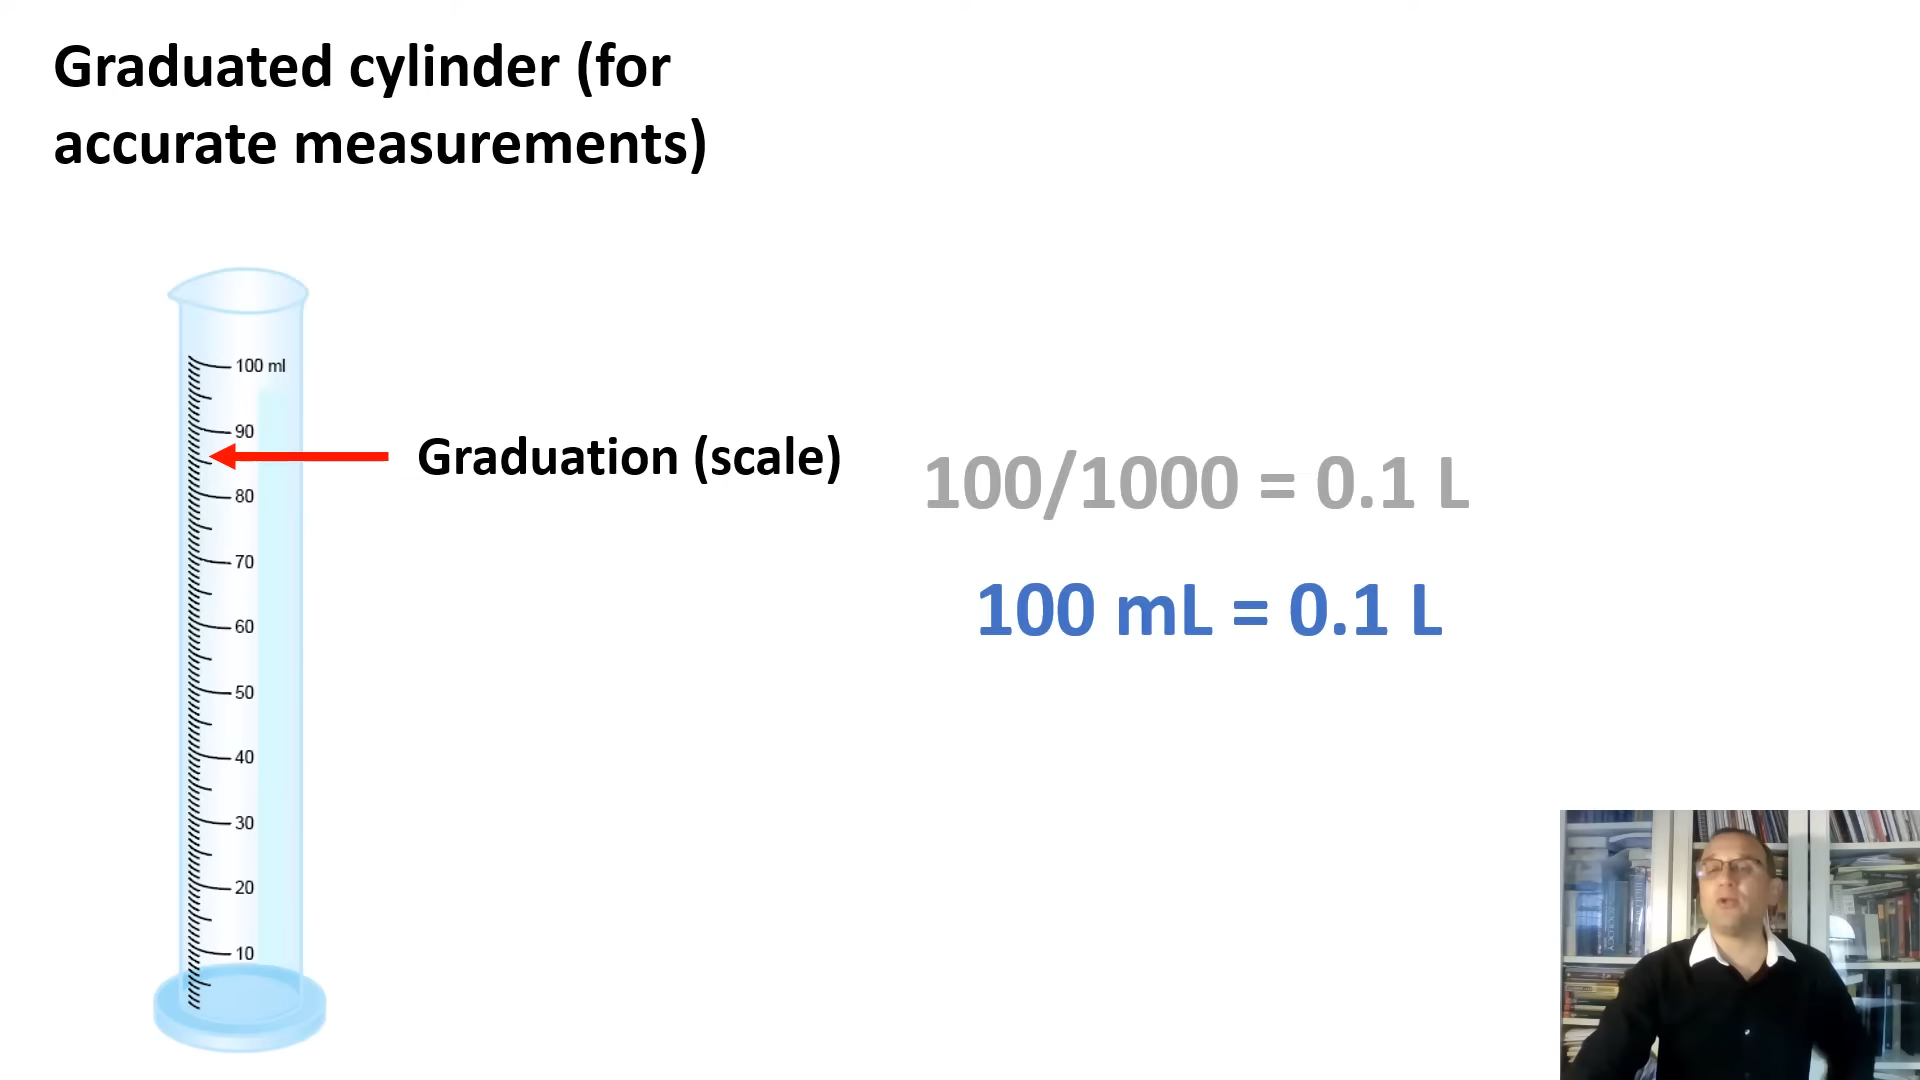 Graduated cylinder (for
accurate measurements)
100 ml
90
Graduation (scale)
100/1000 = 0.1 L
80
70
100 mL = 0.1 L
60
50
40
30
20
10